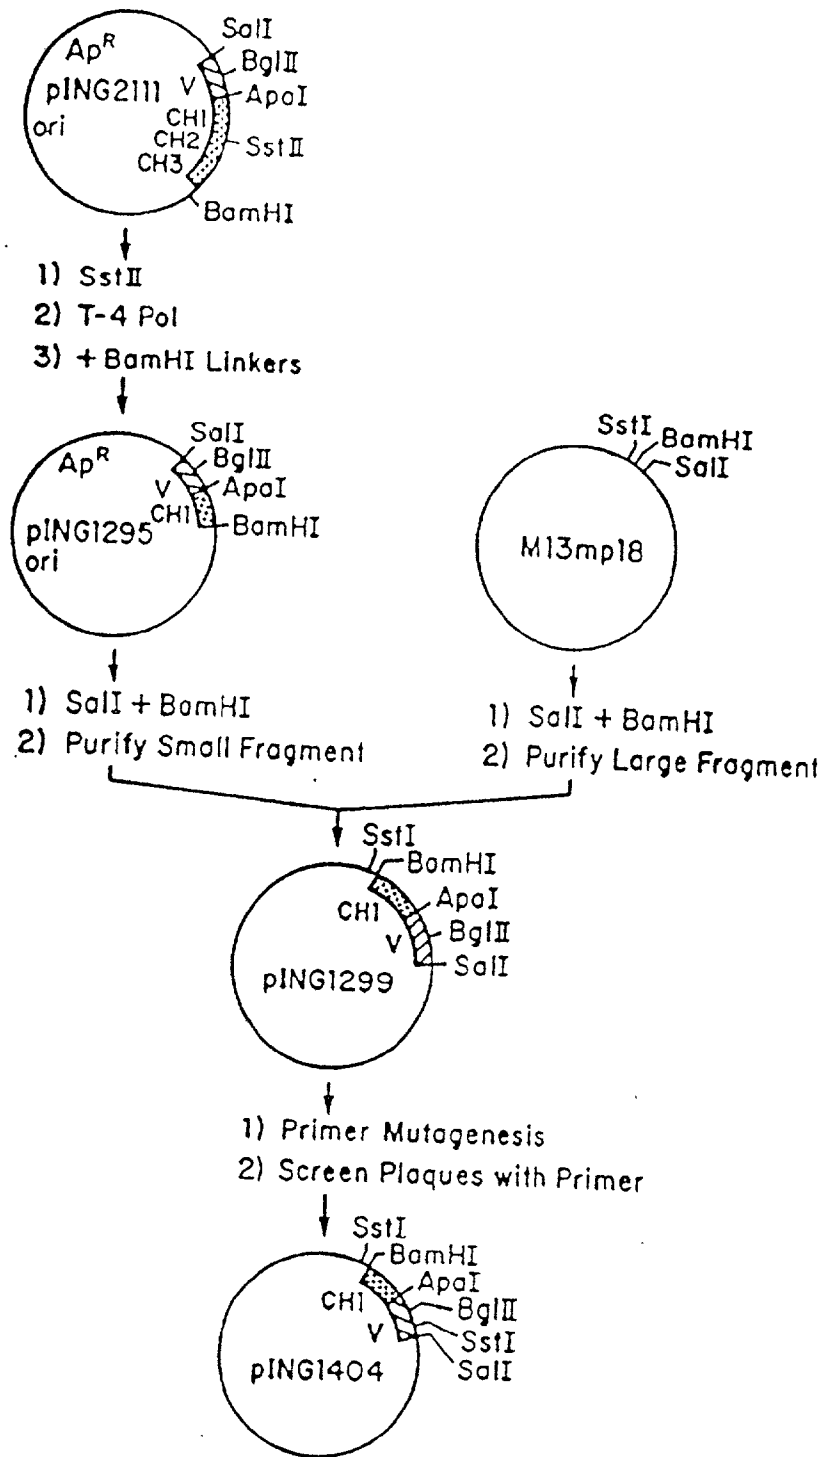 SalI
Ap^R
BglII
pING2111
V
ApaI
ori
CH1
CH2
SstII
CH3
BamHI
1) SstII
2) T-4 Pol
3) + BamHI Linkers
SalI
Ap^R
BglII
ApaI
V
CH1
BamHI
pING1295
ori
SstI
BamHI
SalI
M13mp18
1) SalI + BamHI
2) Purify Small Fragment
1) SalI + BamHI
2) Purify Large Fragment
SstI
BamHI
ApaI
CH1
BglII
V
SalI
pING1299
1) Primer Mutagenesis
2) Screen Plaques with Primer
SstI
BamHI
ApaI
CH1
BglII
V
SstI
SalI
pING1404